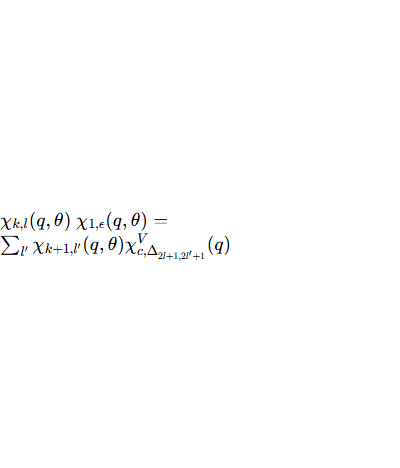 χ_{k,l}(q, θ) χ_{1,ϵ}(q, θ) =
∑_{l′} χ_{k+1,l′}(q, θ)χ^V_{c,Δ_{2l+1,2l′+1}}(q)